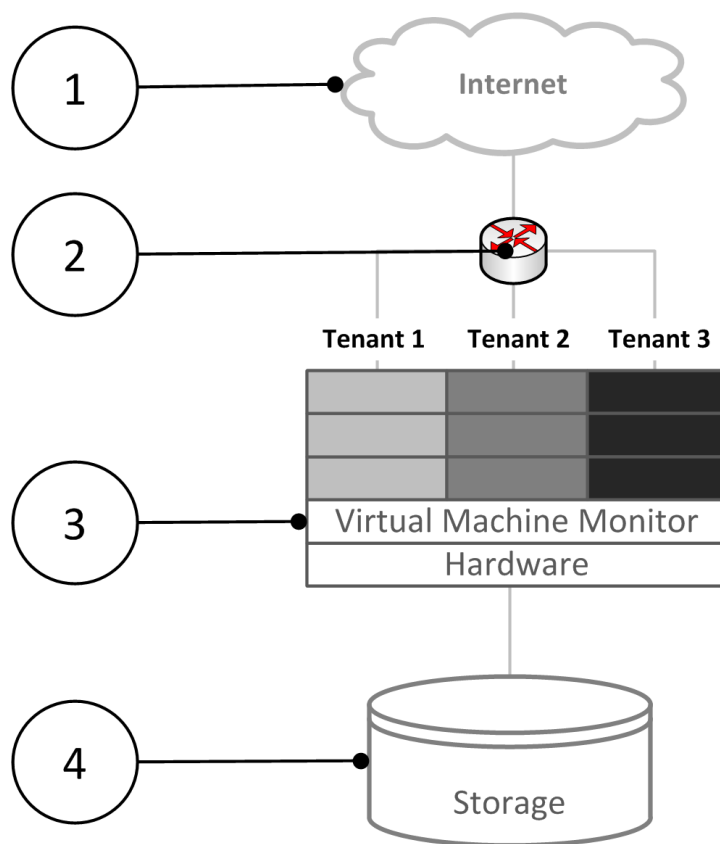 1
Internet
2
Tenant 1 Tenant 2 Tenant 3
3
Virtual Machine Monitor
Hardware
4
Storage